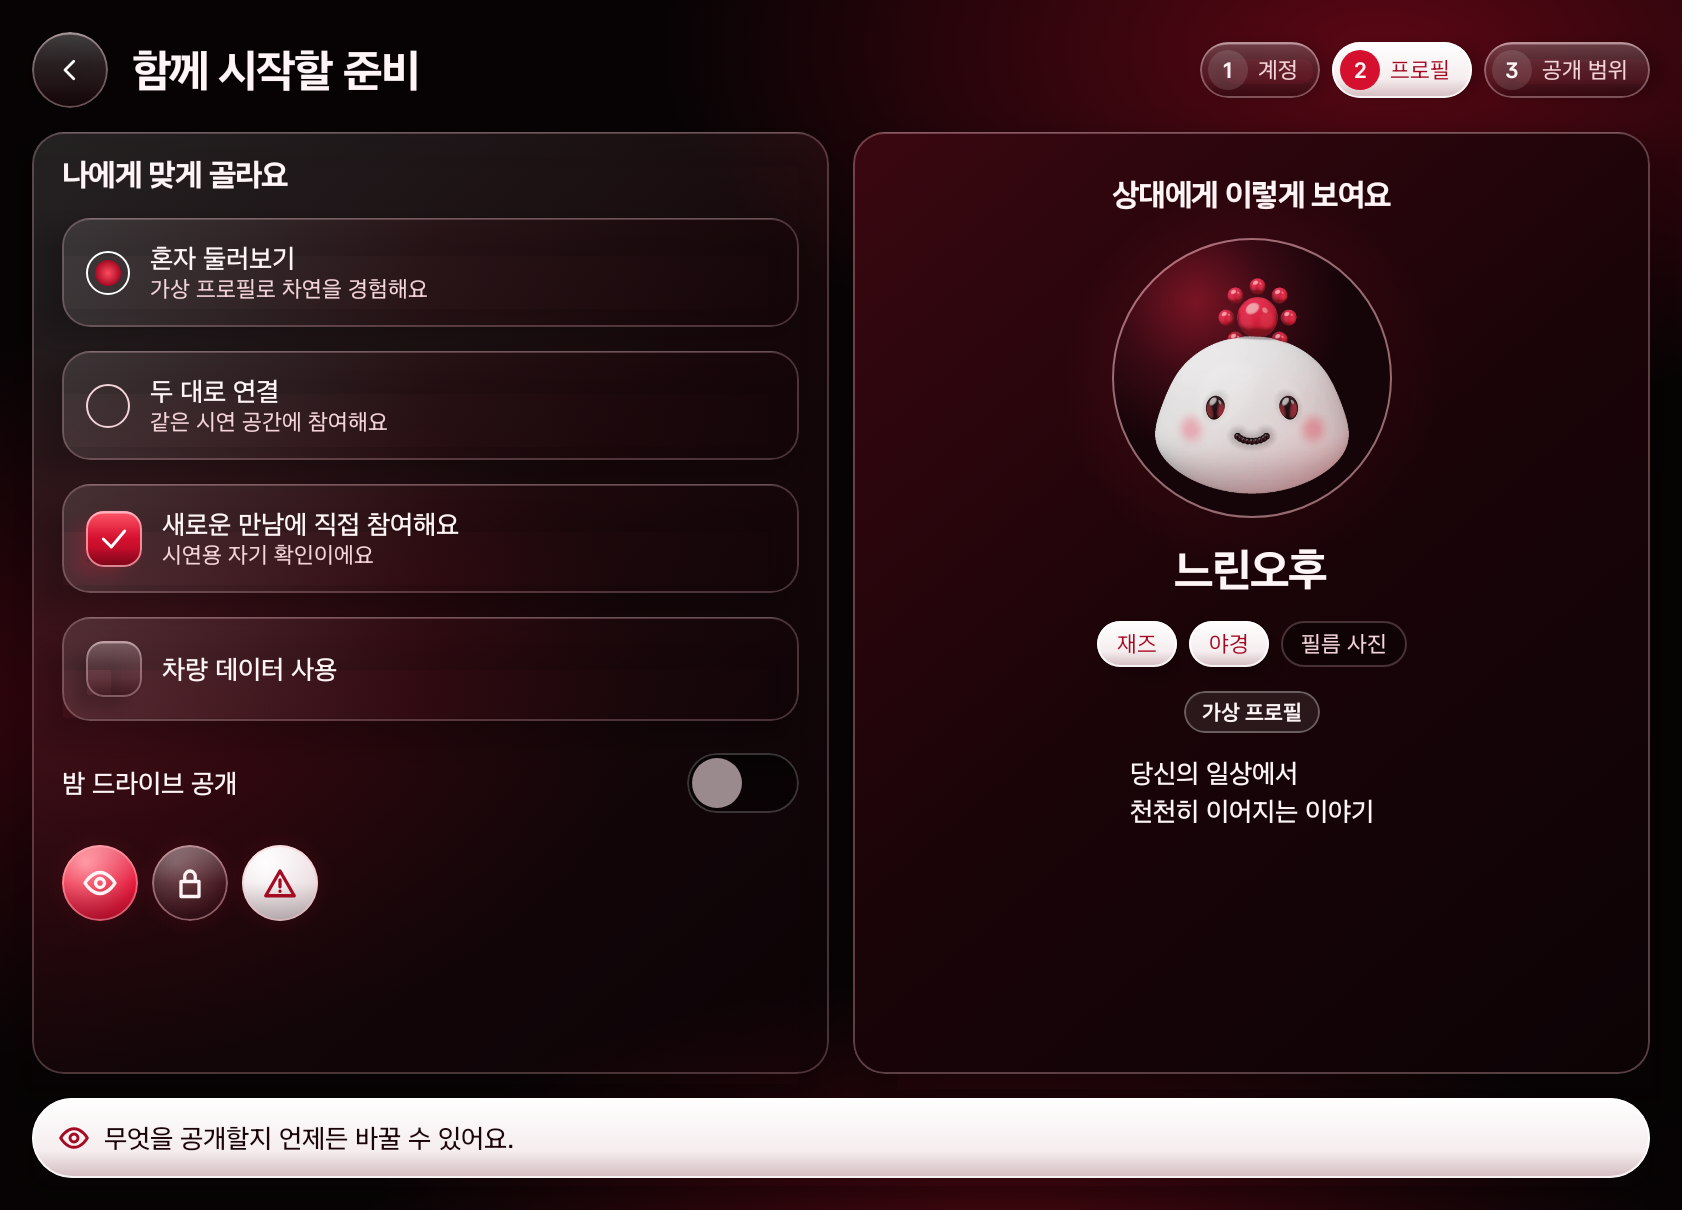 함께 시작할 준비
1 계정
2 프로필
3 공개 범위
나에게 맞게 골라요
혼자 둘러보기
가상 프로필로 차연을 경험해요
두 대로 연결
같은 시연 공간에 참여해요
새로운 만남에 직접 참여해요
시연용 자기 확인이에요
차량 데이터 사용
밤 드라이브 공개
상대에게 이렇게 보여요
느린오후
재즈
야경
필름 사진
가상 프로필
당신의 일상에서
천천히 이어지는 이야기
무엇을 공개할지 언제든 바꿀 수 있어요.